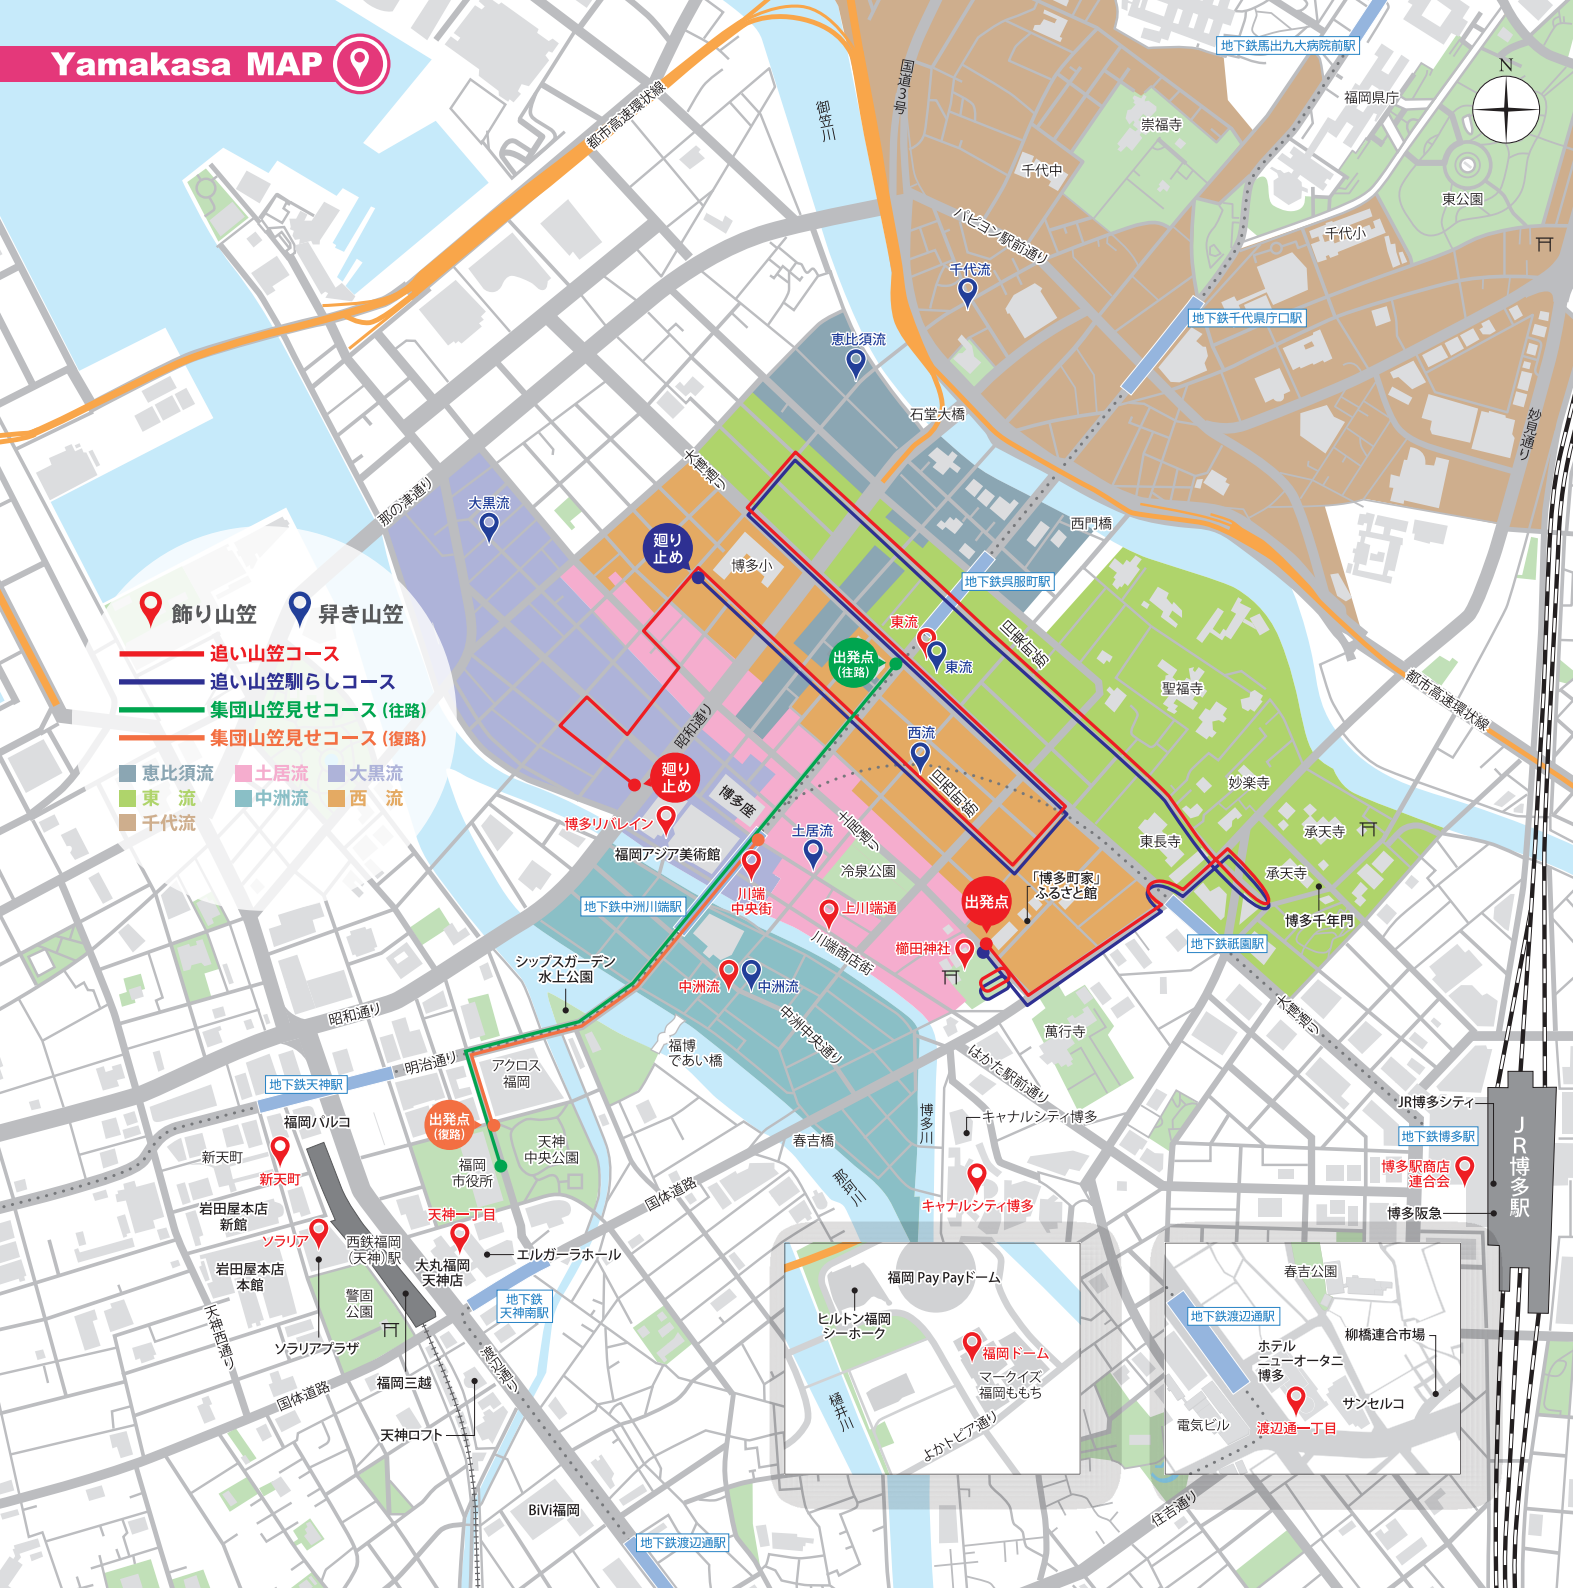 Yamakasa MAP
地下鉄馬出九大病院前駅
N
国道3号
福岡県庁
都市高速環状線
御笠川
崇福寺
千代中
東公園
パピヨン駅前通り
千代小
千代流
地下鉄千代県庁口駅
恵比須流
石堂大橋
妙見通り
大博通り
那の津通り
大黒流
西門橋
廻り
止め
博多小
地下鉄呉服町駅
飾り山笠
舁き山笠
追い山笠コース
追い山笠馴らしコース
集団山笠見せコース(往路)
集団山笠見せコース(復路)
恵比須流
土居流
大黒流
東 流
中洲流
西 流
千代流
東流
出発点
(往路)
東流
旧東町筋
聖福寺
都市高速環状線
昭和通り
西流
旧西町筋
廻り
止め
博多座
妙楽寺
博多リバレイン
土居流
土居通り
承天寺
東長寺
福岡アジア美術館
冷泉公園
「博多町家」
ふるさと館
承天寺
川端
中央街
出発点
地下鉄中洲川端駅
上川端通
博多千年門
川端商店街
櫛田神社
地下鉄祇園駅
シップスガーデン
水上公園
中洲流
中洲流
昭和通り
中洲中央通り
大博通り
萬行寺
明治通り
福博
であい橋
アクロス
福岡
はかた駅前通り
地下鉄天神駅
JR博多シティ
福岡パルコ
出発点
(復路)
博多川
キャナルシティ博多
地下鉄博多駅
JR博多駅
天神
中央公園
春吉橋
新天町
新天町
福岡
市役所
那珂川
博多駅商店
連合会
国体道路
キャナルシティ博多
岩田屋本店
新館
天神一丁目
博多阪急
ソラリア
西鉄福岡
(天神)駅
エルガーラホール
岩田屋本店
本館
大丸福岡
天神店
福岡 Pay Payドーム
春吉公園
警固
公園
地下鉄
天神南駅
ヒルトン福岡
シーホーク
地下鉄渡辺通駅
天神西通り
ソラリアプラザ
渡辺通り
福岡ドーム
ホテル
ニューオータニ
博多
柳橋連合市場
福岡三越
マークイズ
福岡ももち
国体道路
樋井川
サンセルコ
天神ロフト
よかトピア通り
電気ビル
渡辺通一丁目
BiVi福岡
住吉通り
地下鉄渡辺通駅